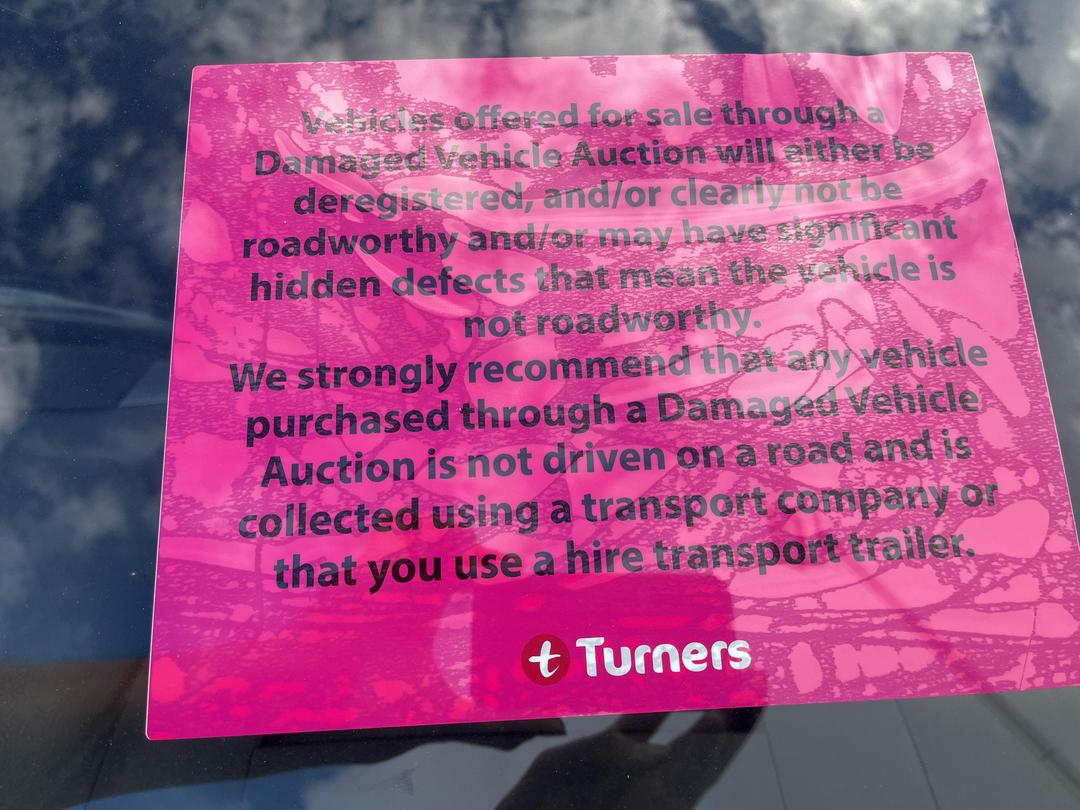 Vehicles offered for sale through a
Damaged Vehicle Auction will either be
deregistered, and/or clearly not be
roadworthy and/or may have significant
hidden defects that mean the vehicle is
not roadworthy.
We strongly recommend that any vehicle
purchased through a Damaged Vehicle
Auction is not driven on a road and is
collected using a transport company or
that you use a hire transport trailer.
t Turners